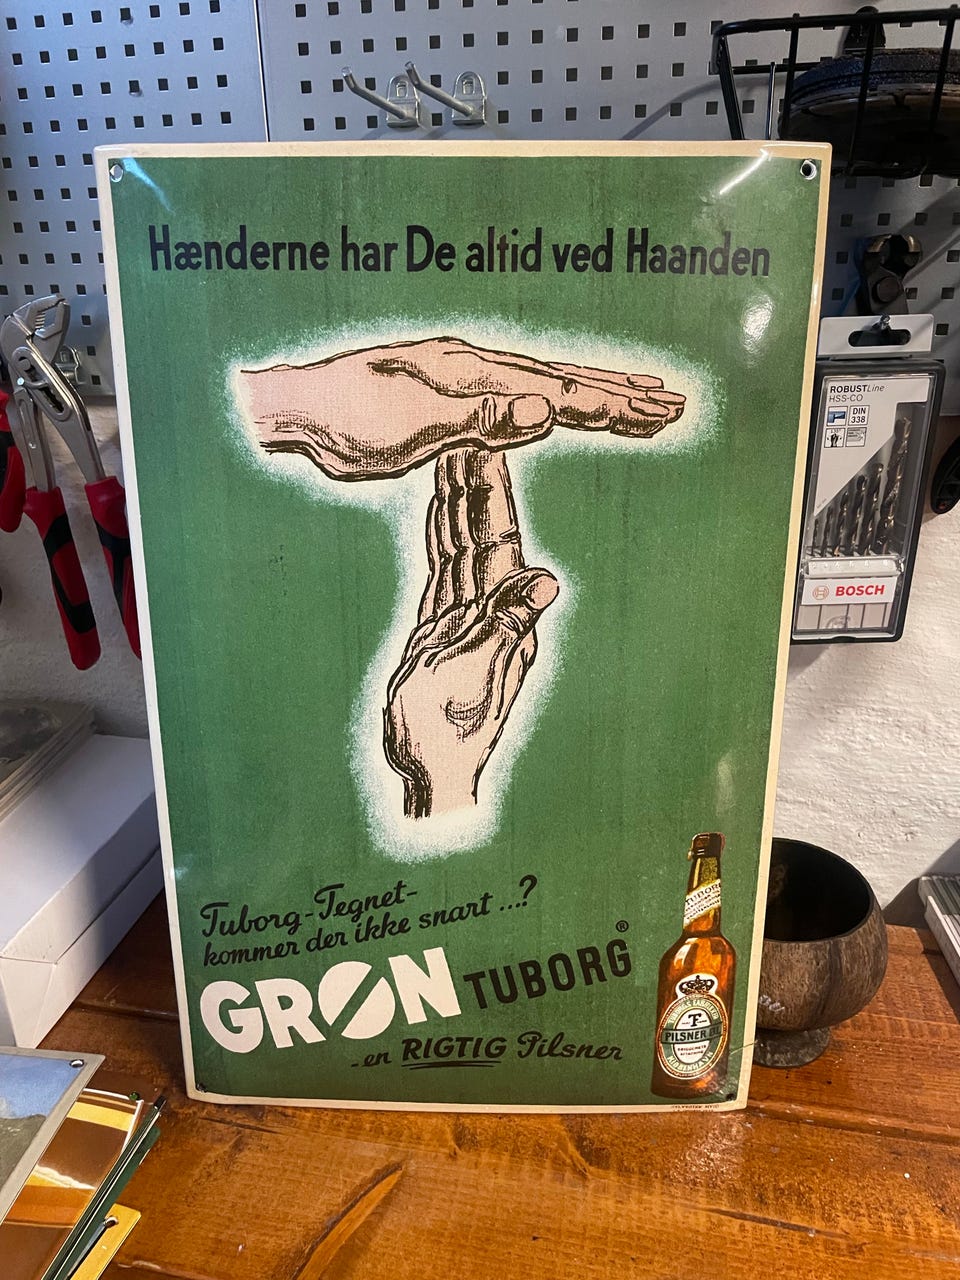 Hænderne har De altid ved Haanden
Tuborg-Tegnet-
kommer der ikke snart ...?
GRØN TUBORG®
-en RIGTIG Pilsner
PILSNER ØL
ROBUSTLine
HSS-CO
DIN
338
BOSCH